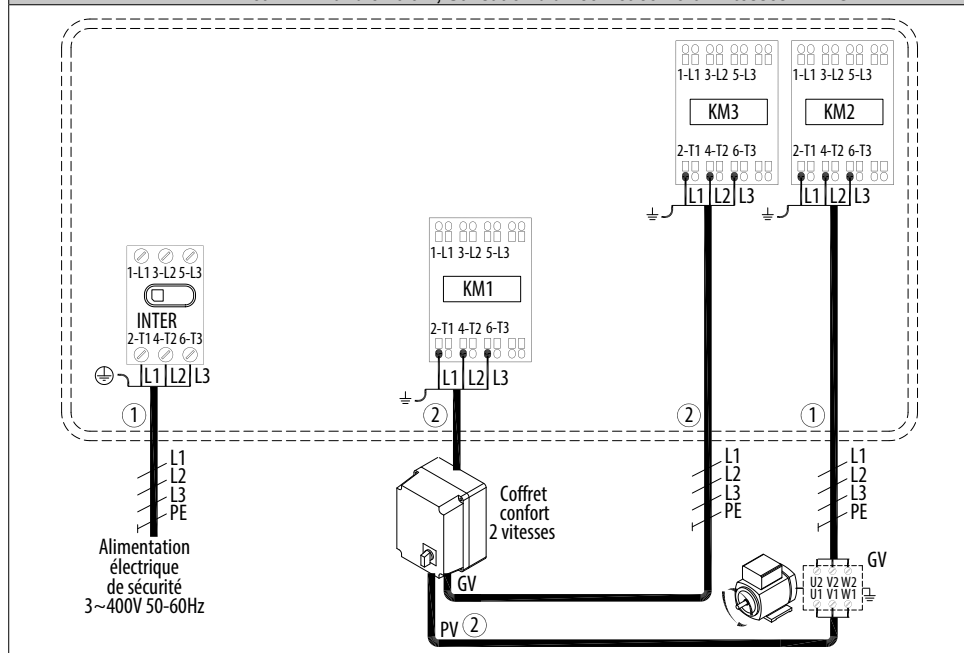 1-L1 3-L2 5-L3
KM3
2-T1 4-T2 6-T3
L1 L2 L3
1-L1 3-L2 5-L3
KM2
2-T1 4-T2 6-T3
L1 L2 L3
1-L1 3-L2 5-L3
KM1
2-T1 4-T2 6-T3
L1 L2 L3
1-L1 3-L2 5-L3
INTER
2-T1 4-T2 6-T3
L1 L2 L3
1
2
2
1
L1
L2
L3
PE
Alimentation
électrique
de sécurité
3~400V 50-60Hz
Coffret
confort
2 vitesses
L1
L2
L3
PE
L1
L2
L3
PE
GV
GV
U2 V2 W2
U1 V1 W1
PV 2